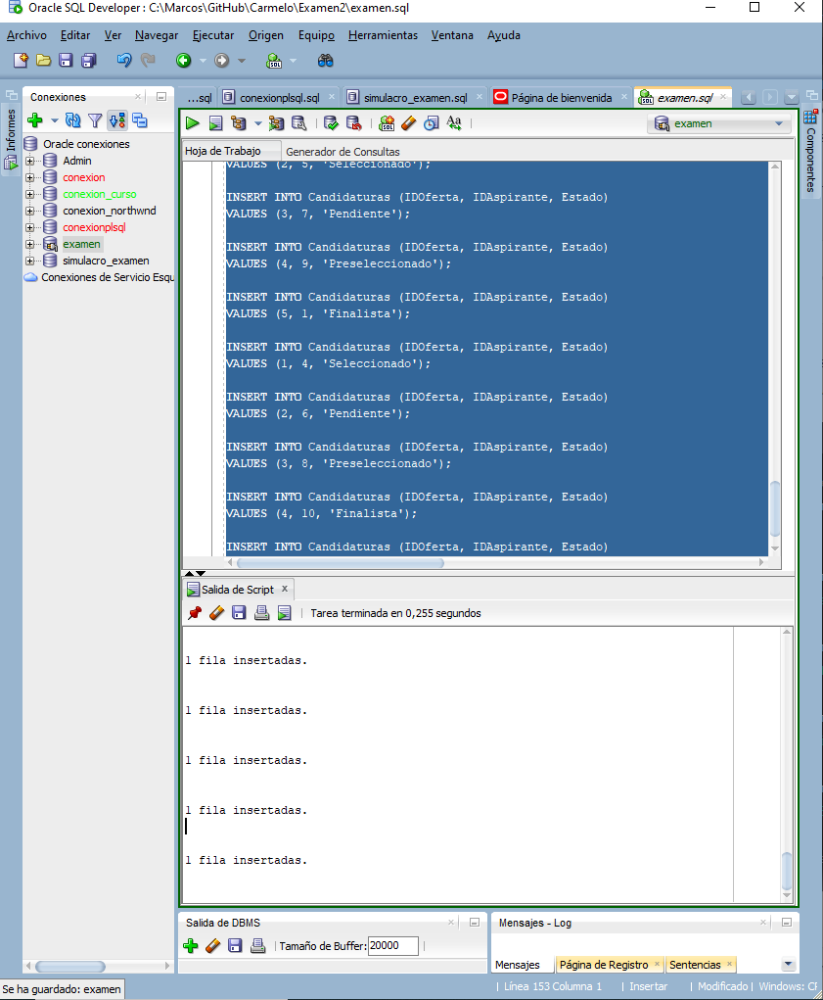 Oracle SQL Developer : C:\Marcos\GitHub\Carmelo\Examen2\examen.sql
Archivo Editar Ver Navegar Ejecutar Origen Equipo Herramientas Ventana Ayuda
Informes
Conexiones
Oracle conexiones
Admin
conexion
conexion_curso
conexion_northwnd
conexionplsql
examen
simulacro_examen
Conexiones de Servicio Esqu
...sql conexionplsql.sql simulacro_examen.sql Página de bienvenida examen.sql
examen
Hoja de Trabajo Generador de Consultas
VALUES (2, 5, 'Seleccionado');
INSERT INTO Candidaturas (IDOferta, IDAspirante, Estado)
VALUES (3, 7, 'Pendiente');
INSERT INTO Candidaturas (IDOferta, IDAspirante, Estado)
VALUES (4, 9, 'Preseleccionado');
INSERT INTO Candidaturas (IDOferta, IDAspirante, Estado)
VALUES (5, 1, 'Finalista');
INSERT INTO Candidaturas (IDOferta, IDAspirante, Estado)
VALUES (1, 4, 'Seleccionado');
INSERT INTO Candidaturas (IDOferta, IDAspirante, Estado)
VALUES (2, 6, 'Pendiente');
INSERT INTO Candidaturas (IDOferta, IDAspirante, Estado)
VALUES (3, 8, 'Preseleccionado');
INSERT INTO Candidaturas (IDOferta, IDAspirante, Estado)
VALUES (4, 10, 'Finalista');
INSERT INTO Candidaturas (IDOferta, IDAspirante, Estado)
Salida de Script
Tarea terminada en 0,255 segundos
1 fila insertadas.
1 fila insertadas.
1 fila insertadas.
1 fila insertadas.
1 fila insertadas.
Salida de DBMS
Tamaño de Buffer: 20000
Mensajes - Log
Mensajes Página de Registro Sentencias
Componentes
Se ha guardado: examen
Línea 153 Columna 1 | Insertar | Modificado | Windows: CR